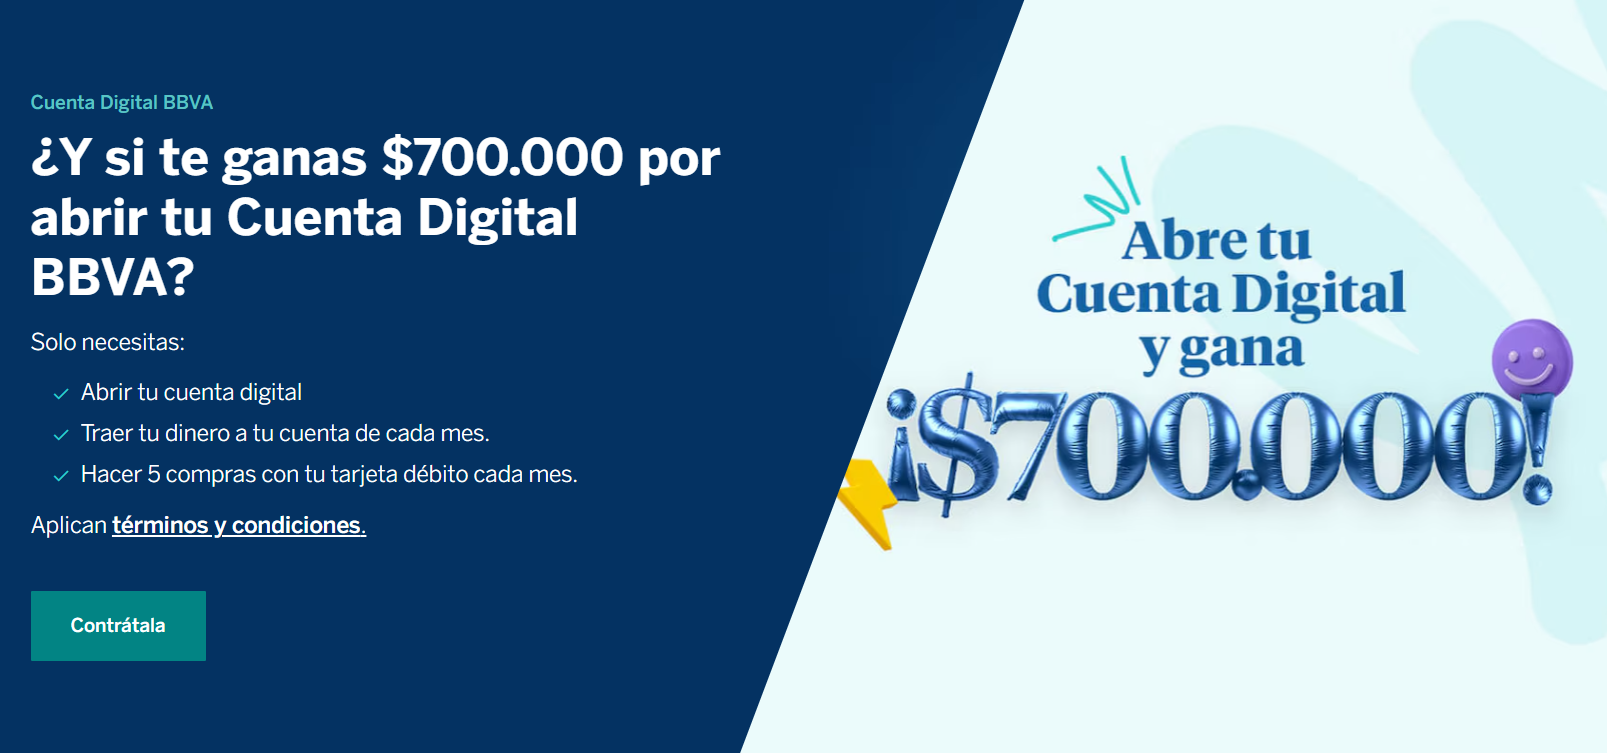 Cuenta Digital BBVA
¿Y si te ganas $700.000 por
abrir tu Cuenta Digital
BBVA?
Solo necesitas:
Abrir tu cuenta digital
Traer tu dinero a tu cuenta de cada mes.
Hacer 5 compras con tu tarjeta débito cada mes.
Aplican términos y condiciones.
Contrátala
Abre tu
Cuenta Digital
y gana
¡$700.000!